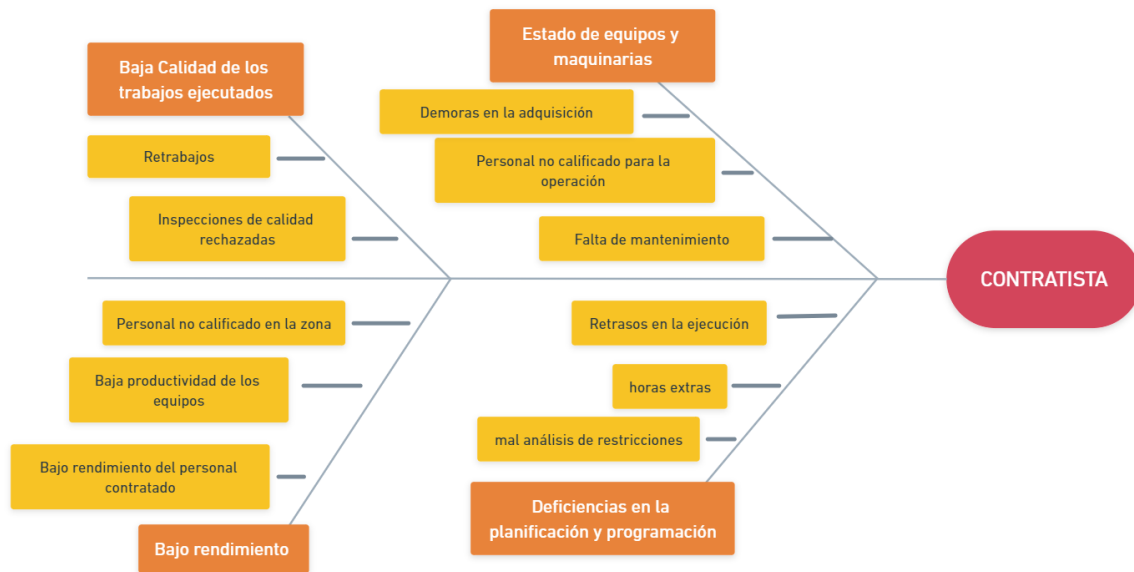 Baja Calidad de los
trabajos ejecutados
Retrabajos
Inspecciones de calidad
rechazadas
Estado de equipos y
maquinarias
Demoras en la adquisición
Personal no calificado para la
operación
Falta de mantenimiento
CONTRATISTA
Personal no calificado en la zona
Baja productividad de los
equipos
Bajo rendimiento del personal
contratado
Bajo rendimiento
Retrasos en la ejecución
horas extras
mal análisis de restricciones
Deficiencias en la
planificación y programación